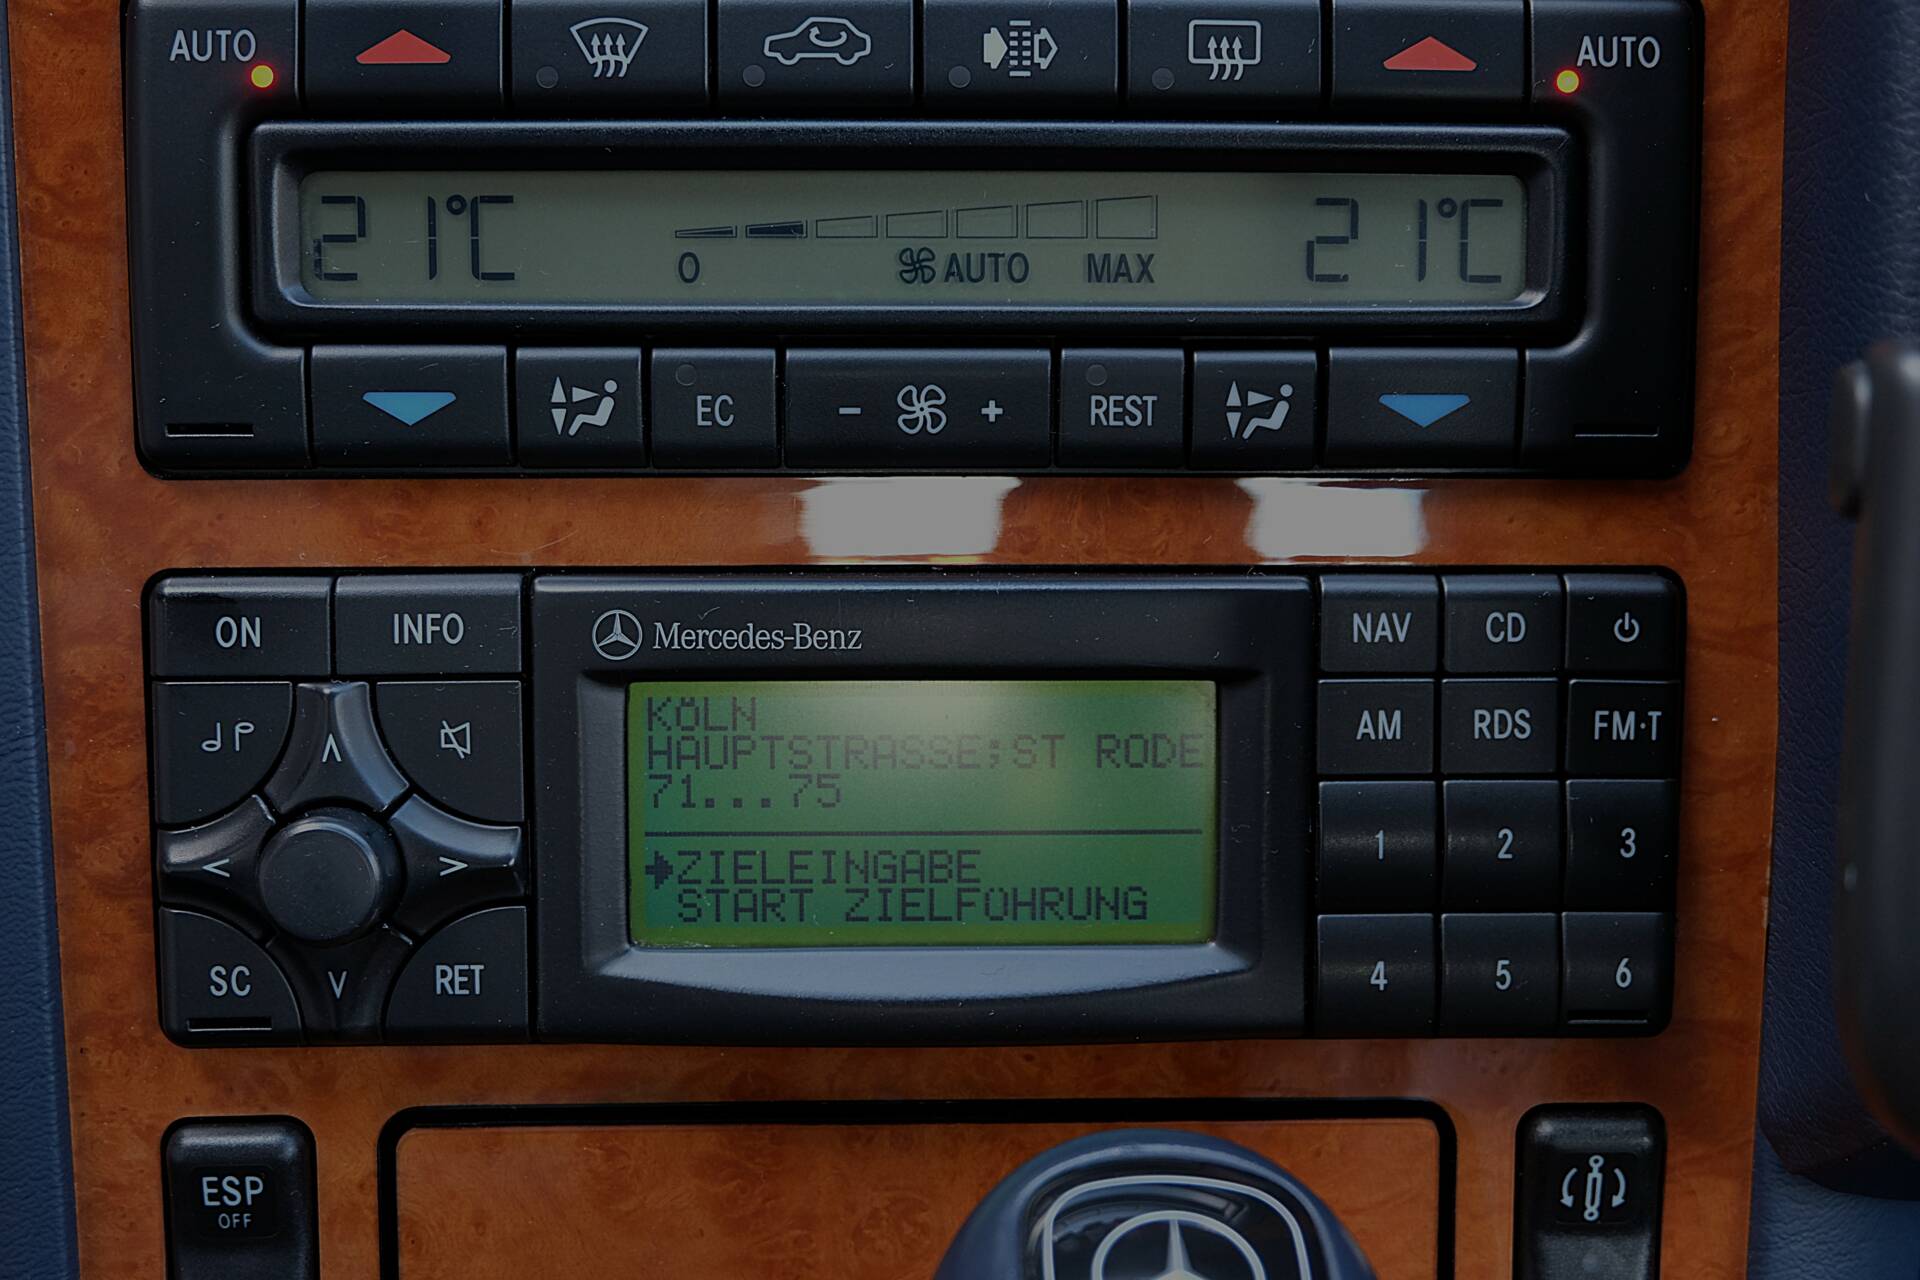 AUTO
AUTO
21°C
21°C
0
AUTO
MAX
EC
- +
REST
ON
INFO
Mercedes-Benz
NAV
CD
KÖLN
HAUPTSTRASSE;ST RODE
71...75
ZIELEINGABE
START ZIELFÜHRUNG
AM
RDS
FM·T
1
2
3
< >
SC
RET
4
5
6
ESP
OFF